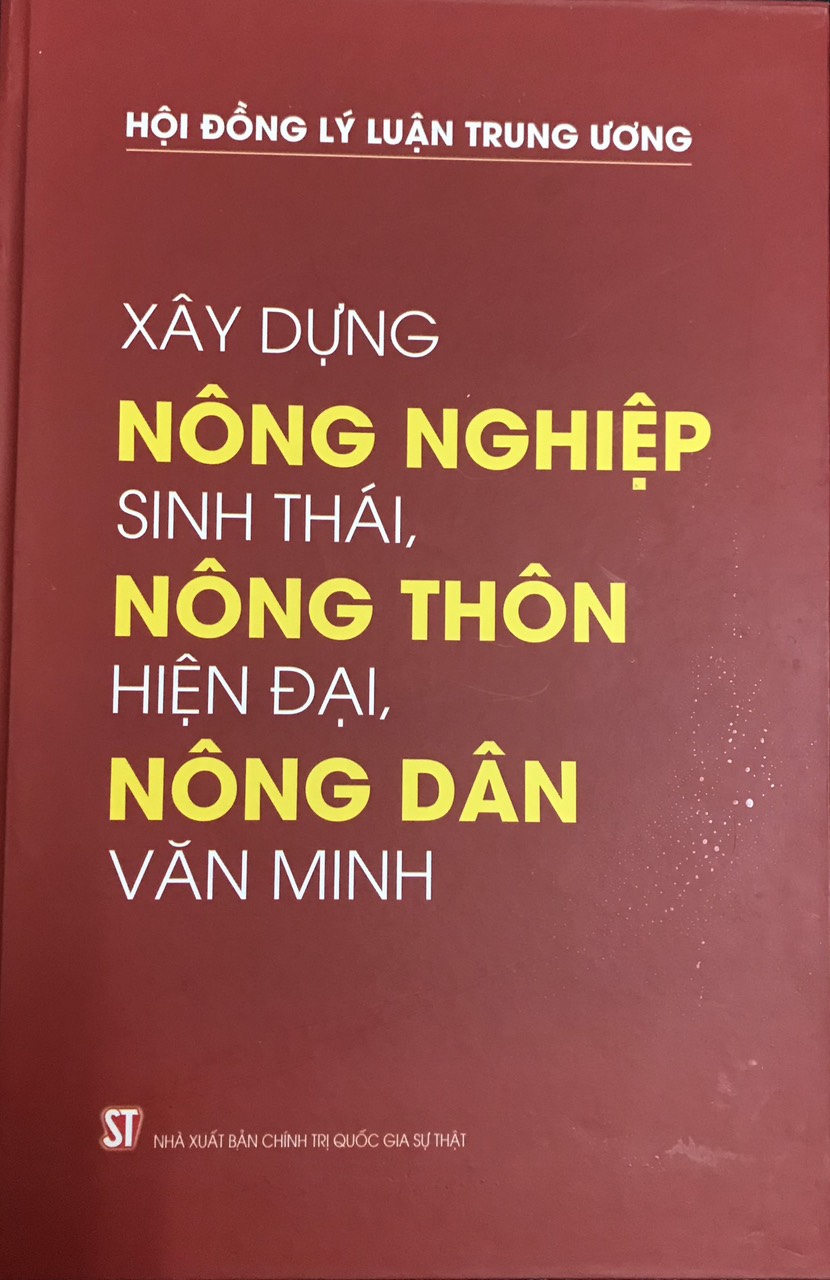 HỘI ĐỒNG LÝ LUẬN TRUNG ƯƠNG
XÂY DỰNG
NÔNG NGHIỆP
SINH THÁI,
NÔNG THÔN
HIỆN ĐẠI,
NÔNG DÂN
VĂN MINH
ST NHÀ XUẤT BẢN CHÍNH TRỊ QUỐC GIA SỰ THẬT